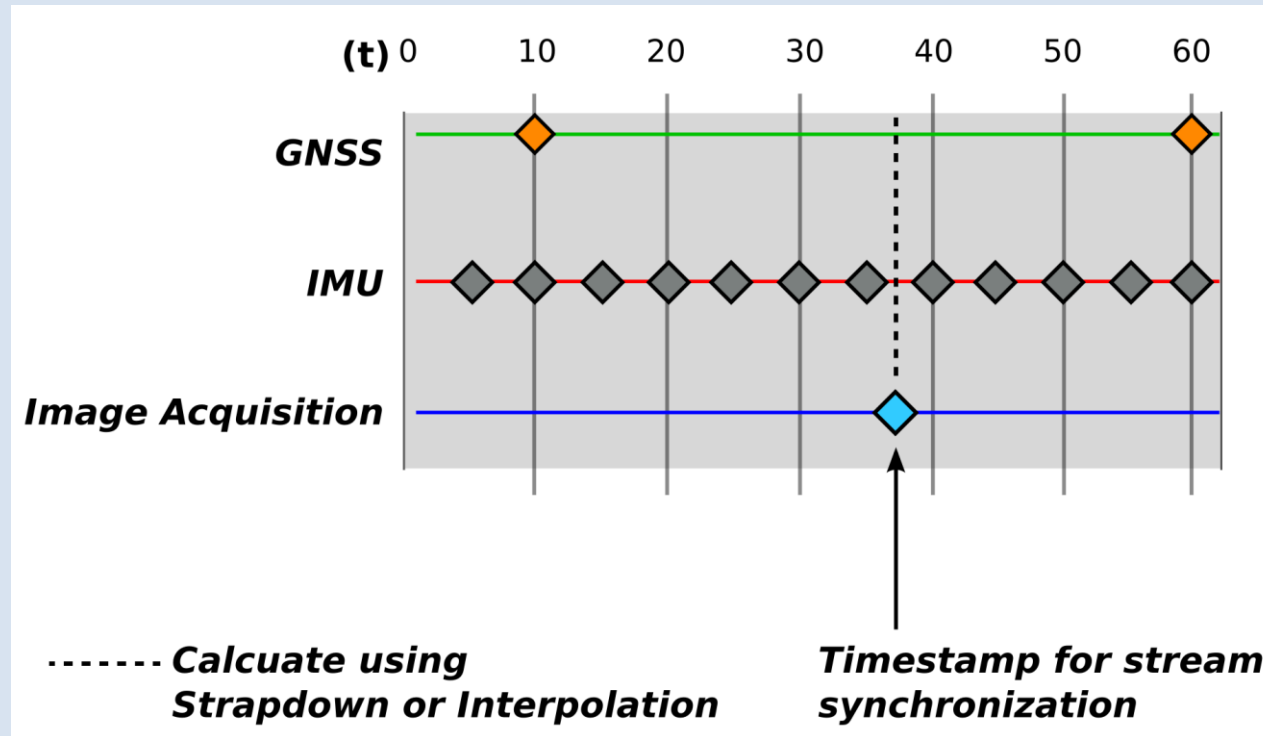 (t) 0 10 20 30 40 50 60
GNSS
IMU
Image Acquisition
Calcuate using
Strapdown or Interpolation
Timestamp for stream
synchronization